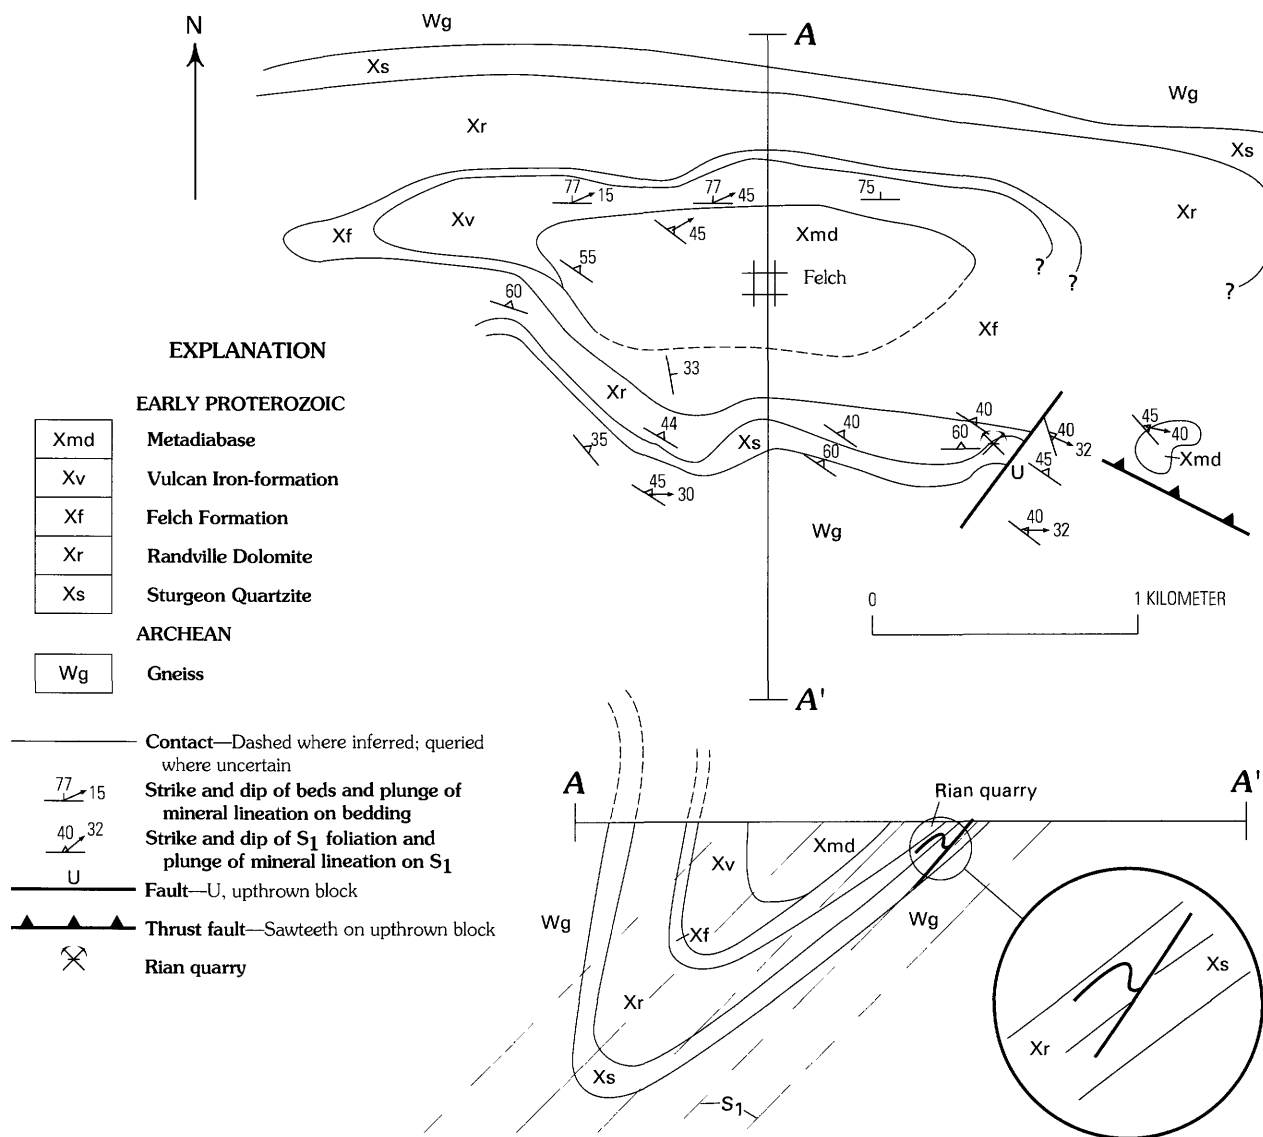 N
Wg
A
Xs
Wg
Xr
Xs
77
15
77
45
75
Xr
Xv
Xf
45
Xmd
55
Felch
?
?
?
60
Xf
33
Xr
44
35
Xs
40
60
40
60
40
32
45
U
45
40
Xmd
45
30
Wg
40
32
0
1 KILOMETER
A'
EXPLANATION
EARLY PROTEROZOIC
Xmd Metadiabase
Xv Vulcan Iron-formation
Xf Felch Formation
Xr Randville Dolomite
Xs Sturgeon Quartzite
ARCHEAN
Wg Gneiss
Contact—Dashed where inferred; queried
where uncertain
77 15 Strike and dip of beds and plunge of
mineral lineation on bedding
40 32 Strike and dip of S1 foliation and
plunge of mineral lineation on S1
U
Fault—U, upthrown block
Thrust fault—Sawteeth on upthrown block
Rian quarry
A
A'
Rian quarry
Xmd
Xv
Wg
Xf
Wg
Xr
Xs
S1
Xs
Xr